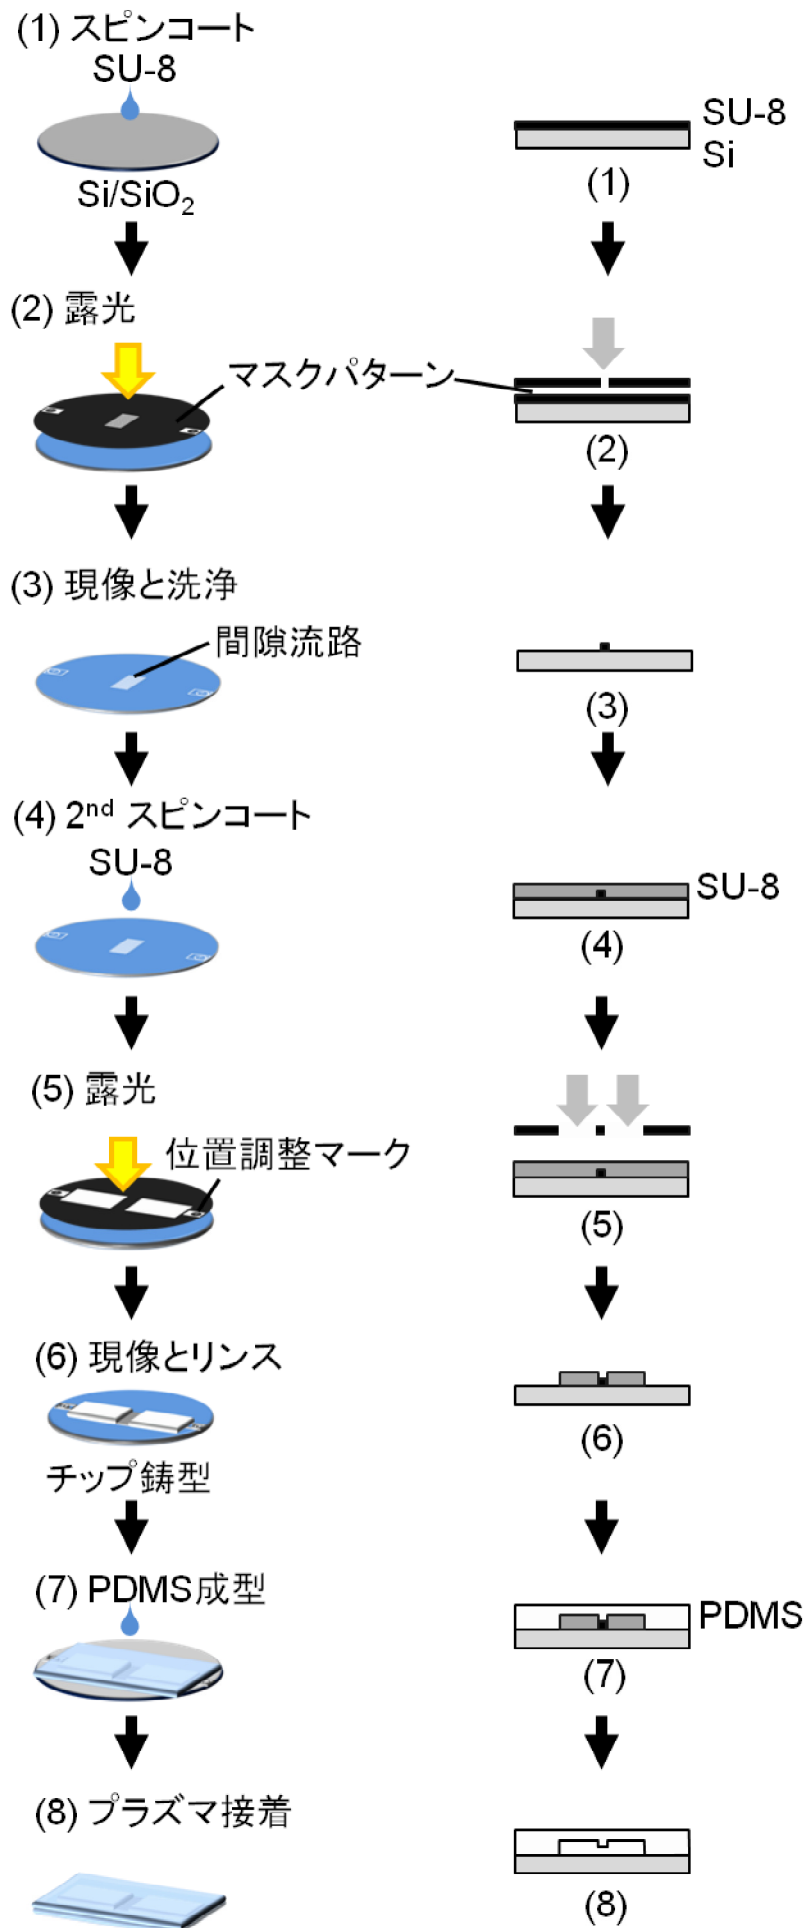 (1) スピンコート
SU-8
Si/SiO₂
SU-8
Si
(1)
(2) 露光
マスクパターン
(2)
(3) 現像と洗浄
間隙流路
(3)
(4) 2ⁿᵈ スピンコート
SU-8
SU-8
(4)
(5) 露光
位置調整マーク
(5)
(6) 現像とリンス
チップ鋳型
(6)
(7) PDMS成型
PDMS
(7)
(8) プラズマ接着
(8)